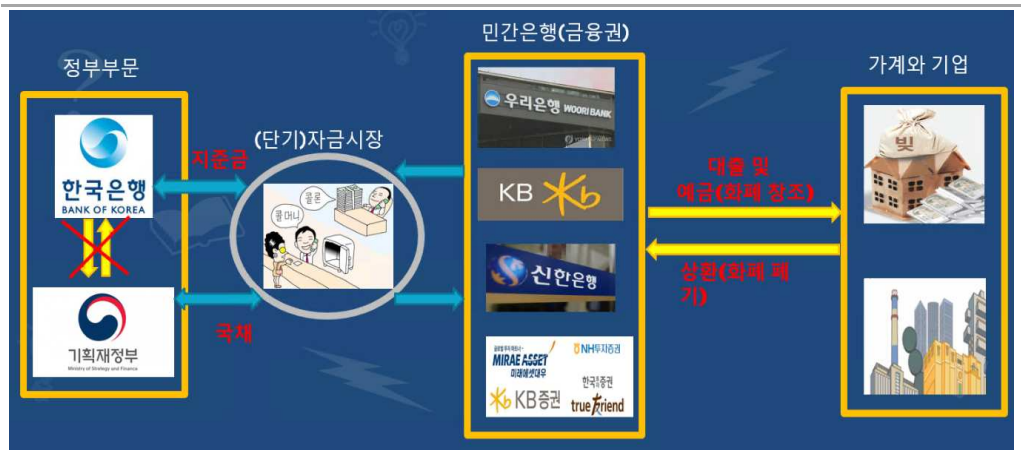 정부부문
한국은행
BANK OF KOREA
기획재정부
Ministry of Strategy and Finance
지준금
국채
(단기)자금시장
콜론
콜머니
민간은행(금융권)
우리은행 WOORI BANK
KB
신한은행
MIRAE ASSET
미래에셋대우
NH투자증권
KB증권
한국투자증권
true friend
대출 및
예금(화폐 창조)
상환(화폐 폐
기)
가계와 기업
빚